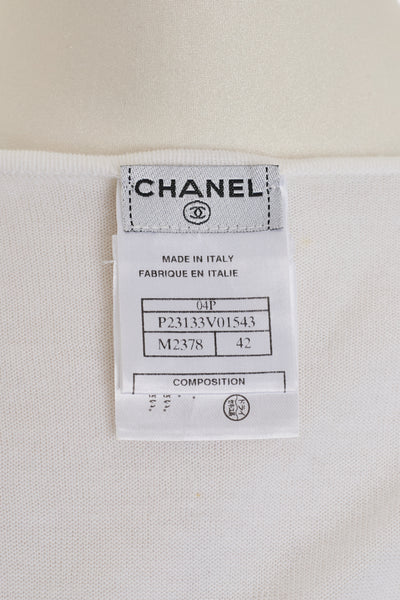 CHANEL
MADE IN ITALY
FABRIQUE EN ITALIE
04P
P23133V01543
M2378 42
COMPOSITION